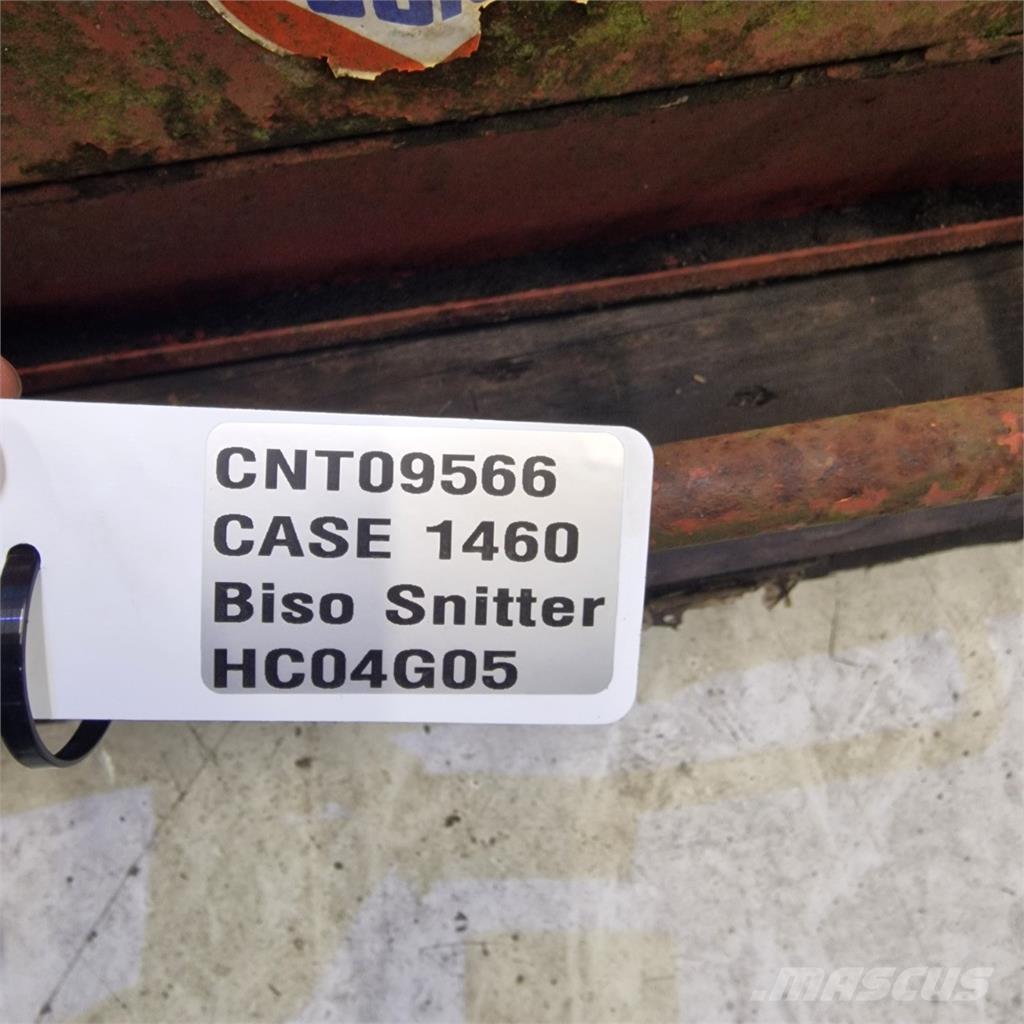 CNT09566
CASE 1460
Biso Snitter
HC04G05
MASCUS